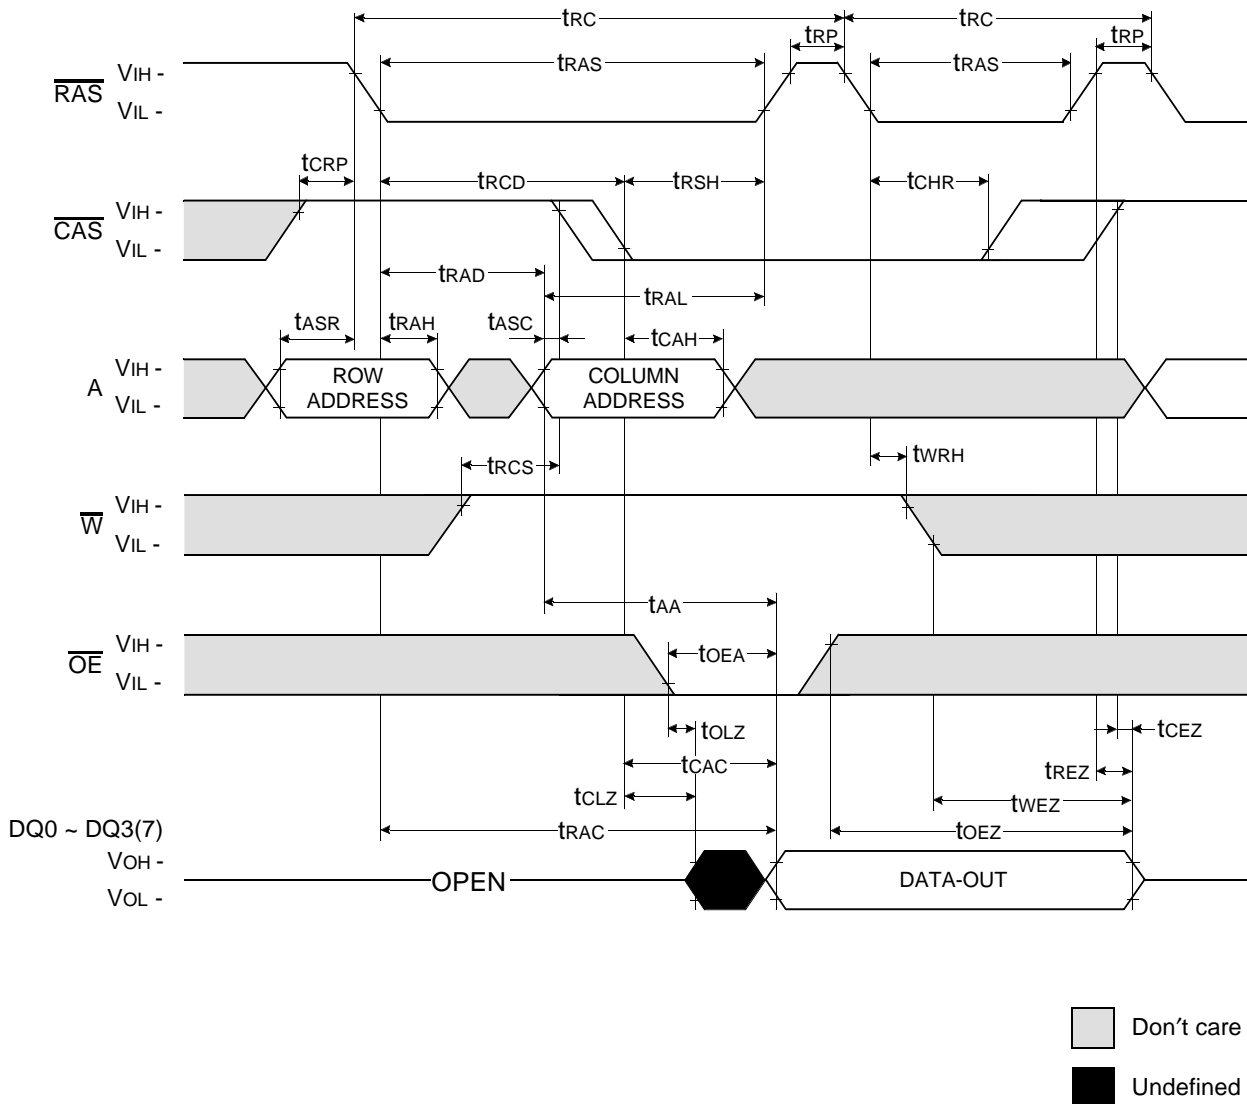 tRC tRC
tRP tRP
tRAS tRAS
RAS VIH -
VIL -
tCRP tRCD tRSH tCHR
CAS VIH -
VIL -
tRAD
tRAL
tASR tRAH tASC tCAH
A VIH -
VIL -
ROW
ADDRESS
COLUMN
ADDRESS
tWRH
tRCS
W VIH -
VIL -
tAA
OE VIH -
VIL -
tOEA
tOLZ tCEZ
tCAC tREZ
tCLZ tWEZ
DQ0 ~ DQ3(7) tRAC tOEZ
VOH -
VOL -
OPEN DATA-OUT
Don′t care
Undefined